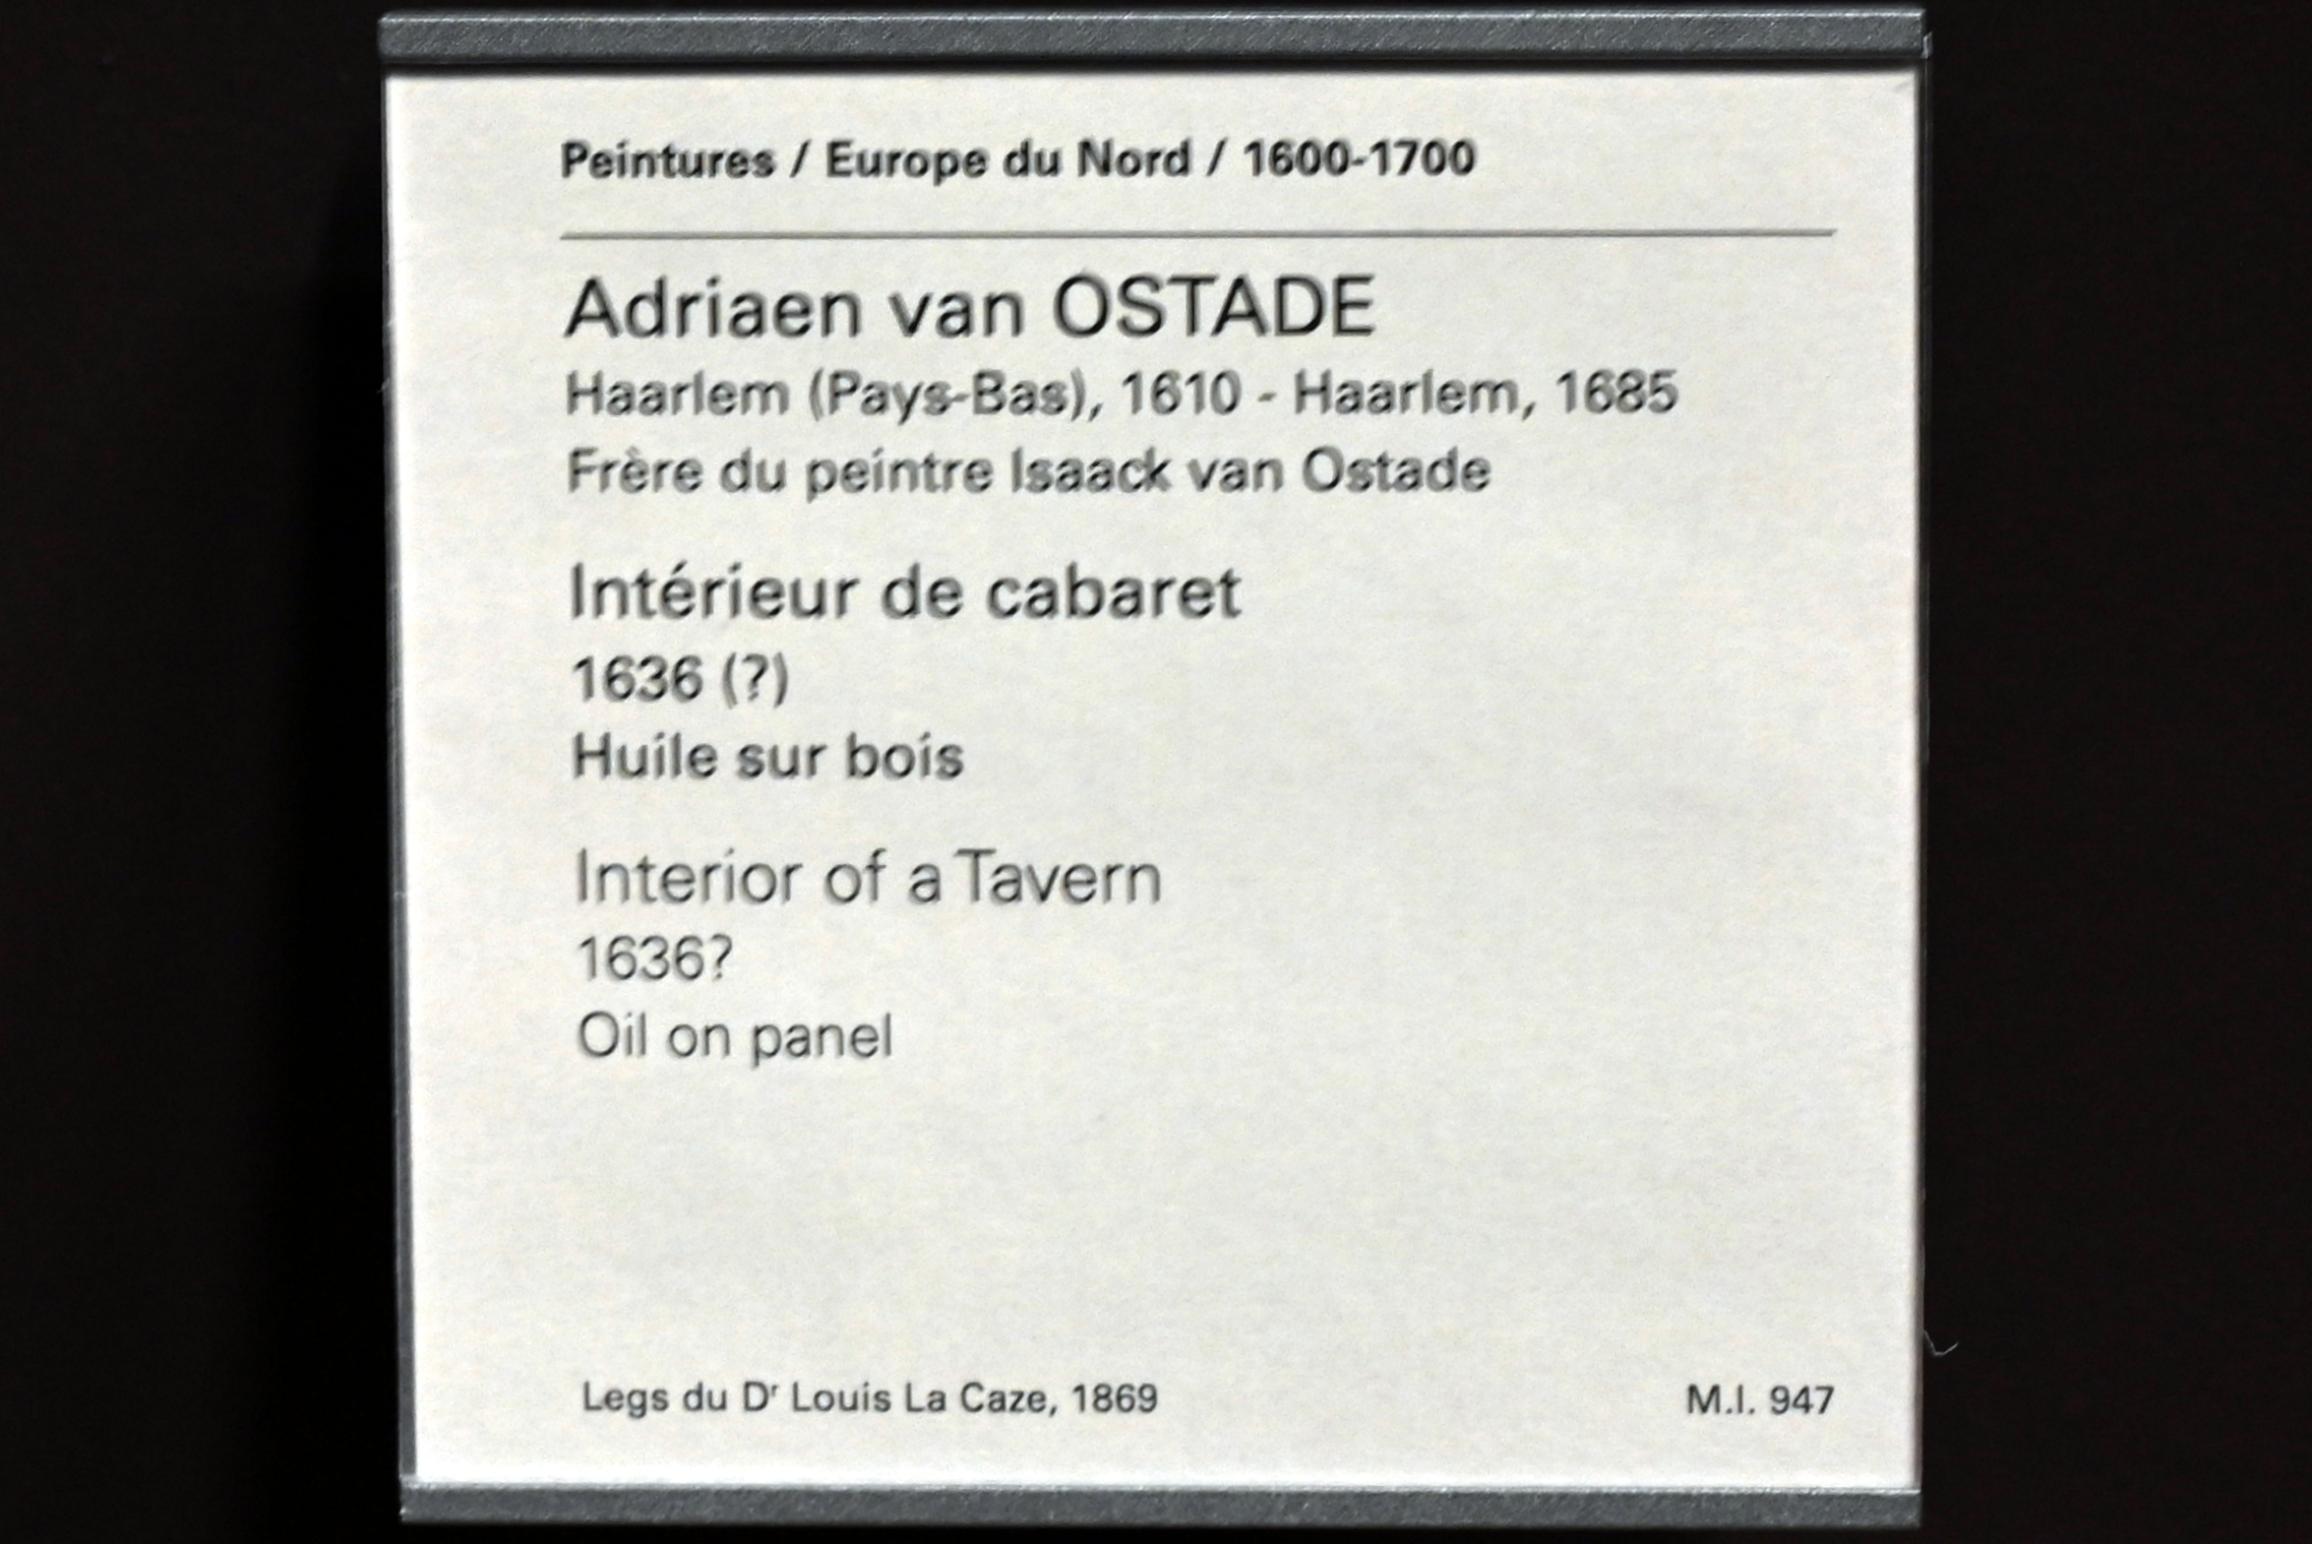 Peintures / Europe du Nord / 1600-1700
Adriaen van OSTADE
Haarlem (Pays-Bas), 1610 - Haarlem, 1685
Frère du peintre Isaack van Ostade
Intérieur de cabaret
1636 (?)
Huile sur bois
Interior of a Tavern
1636?
Oil on panel
Legs du Dʳ Louis La Caze, 1869 M.I. 947